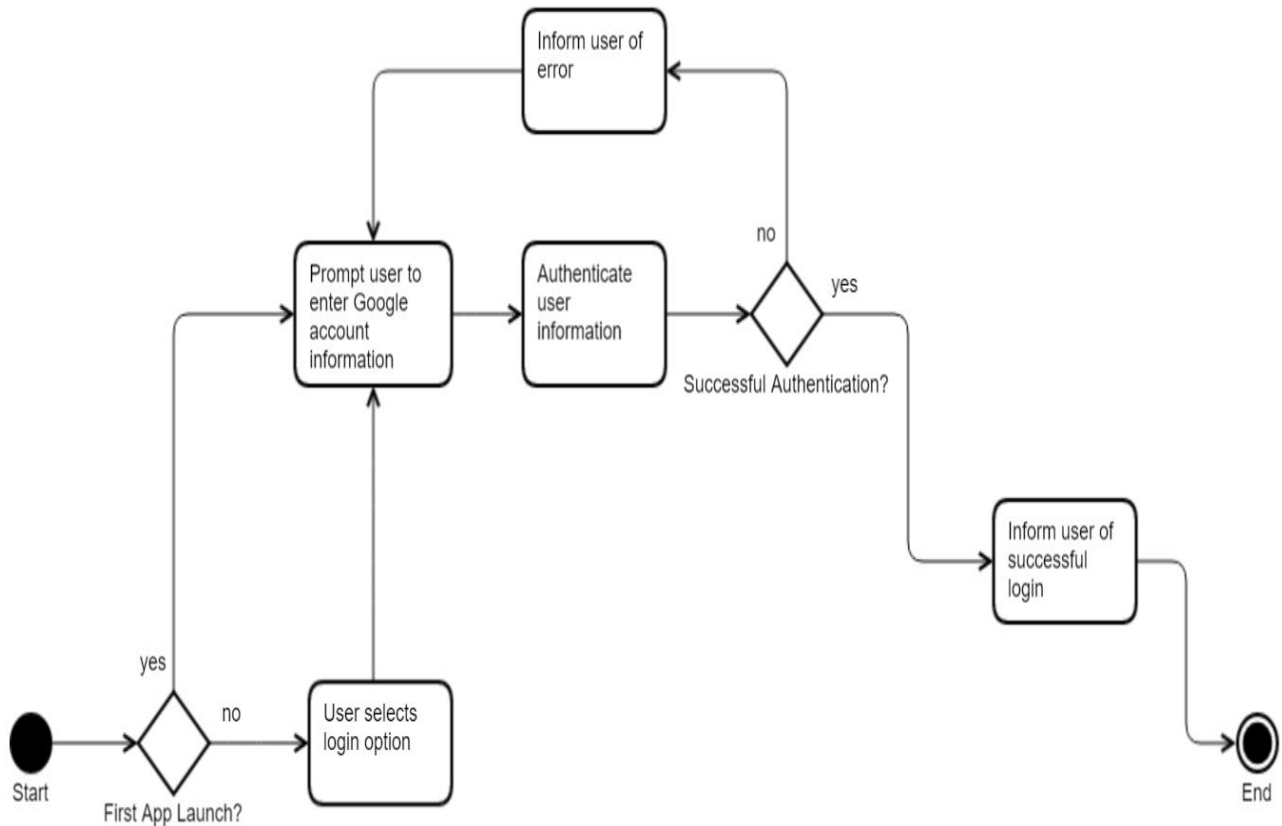 Inform user of
error
no
yes
Prompt user to
enter Google
account
information
Authenticate
user
information
Successful Authentication?
Inform user of
successful
login
yes
no
User selects
login option
Start
First App Launch?
End